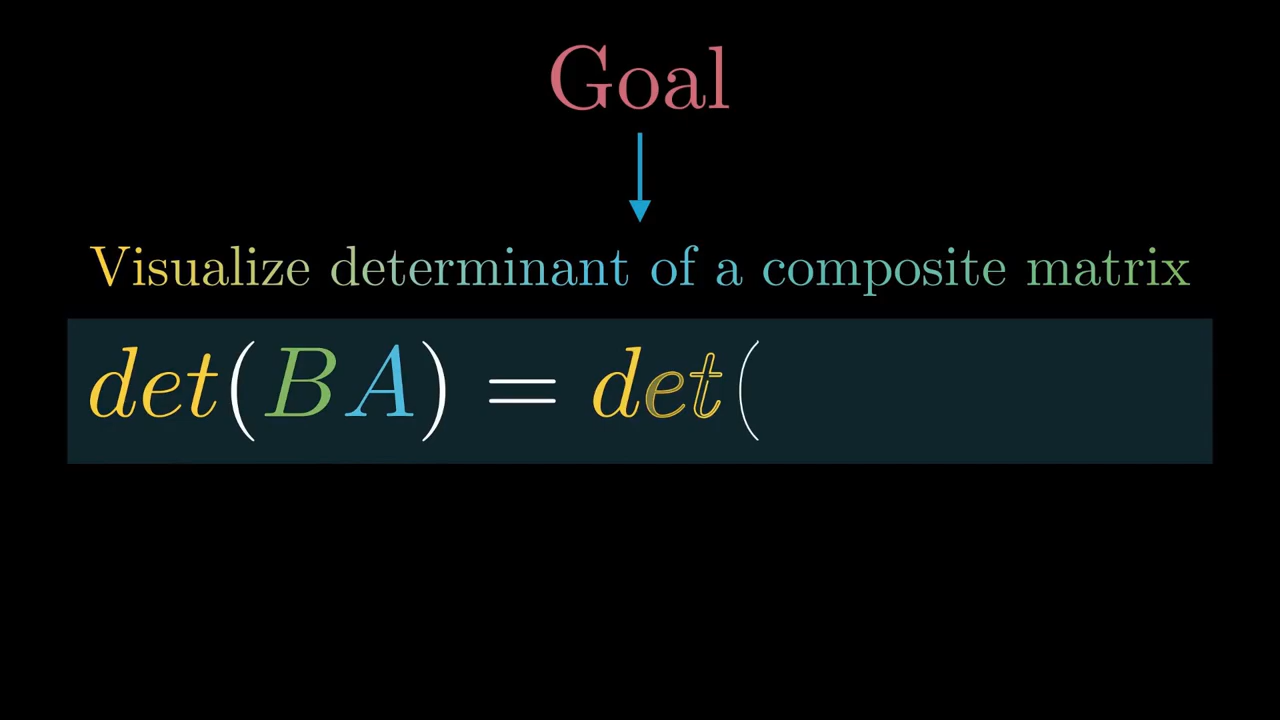 Goal
Visualize determinant of a composite matrix
det(BA) = det(